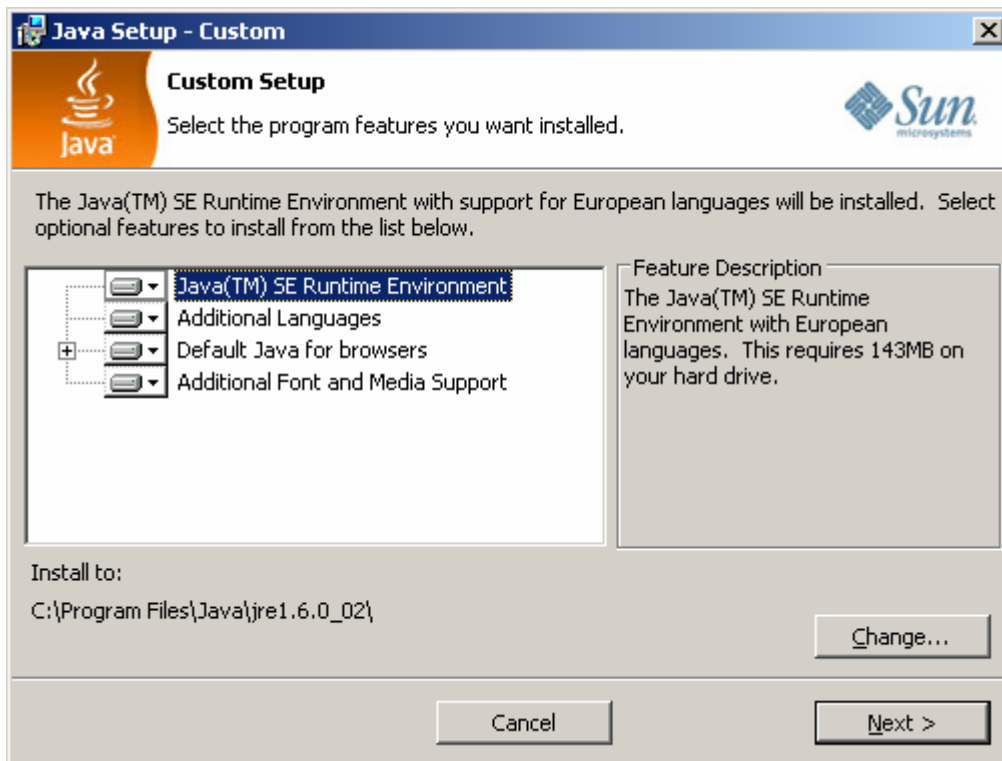 Java Setup - Custom
Java
Custom Setup
Select the program features you want installed.
Sun
microsystems
The Java(TM) SE Runtime Environment with support for European languages will be installed.  Select
optional features to install from the list below.
Java(TM) SE Runtime Environment
Additional Languages
Default Java for browsers
Additional Font and Media Support
Feature Description
The Java(TM) SE Runtime
Environment with European
languages.  This requires 143MB on
your hard drive.
Install to:
C:\Program Files\Java\jre1.6.0_02\
Change...
Cancel
Next >